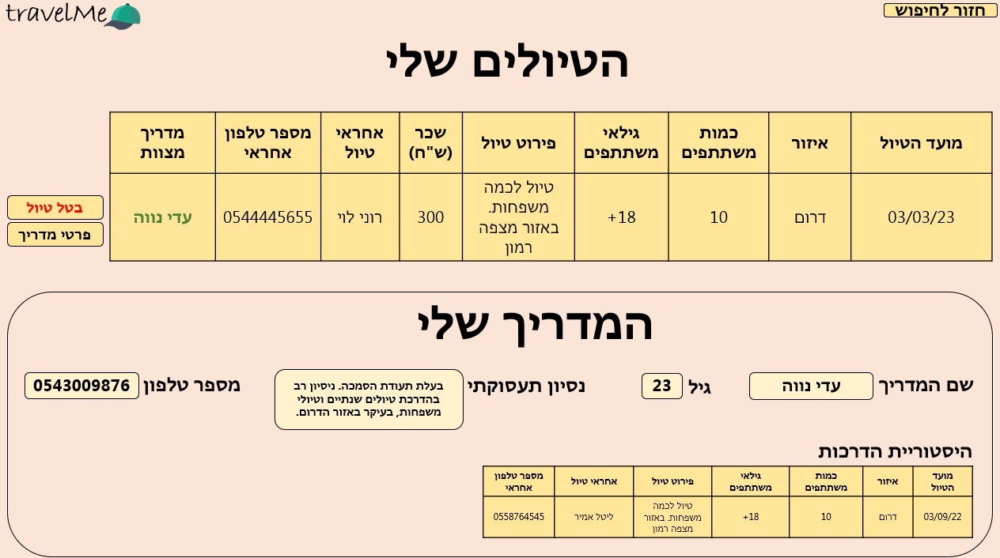 travelMe
חזור לחיפוש
הטיולים שלי
מועד הטיול
איזור
כמות
משתתפים
גילאי
משתתפים
פירוט טיול
שכר
(ש"ח)
אחראי
טיול
מספר טלפון
אחראי
מדריך
מצוות
03/03/23
דרום
10
18+
טיול לכמה
משפחות.
באזור מצפה
רמון
300
רוני לוי
0544445655
עדי נווה
בטל טיול
פרטי מדריך
המדריך שלי
שם המדריך
עדי נווה
גיל
23
נסיון תעסוקתי
בעלת תעודת הסמכה. ניסיון רב
בהדרכת טיולים שנתיים וטיולי
משפחות, בעיקר באזור הדרום.
מספר טלפון
0543009876
היסטוריית הדרכות
מועד
הטיול
איזור
כמות
משתתפים
גילאי
משתתפים
פירוט טיול
אחראי טיול
מספר טלפון
אחראי
03/09/22
דרום
10
18+
טיול לכמה
משפחות. באזור
מצפה רמון
ליטל אמיר
0558764545